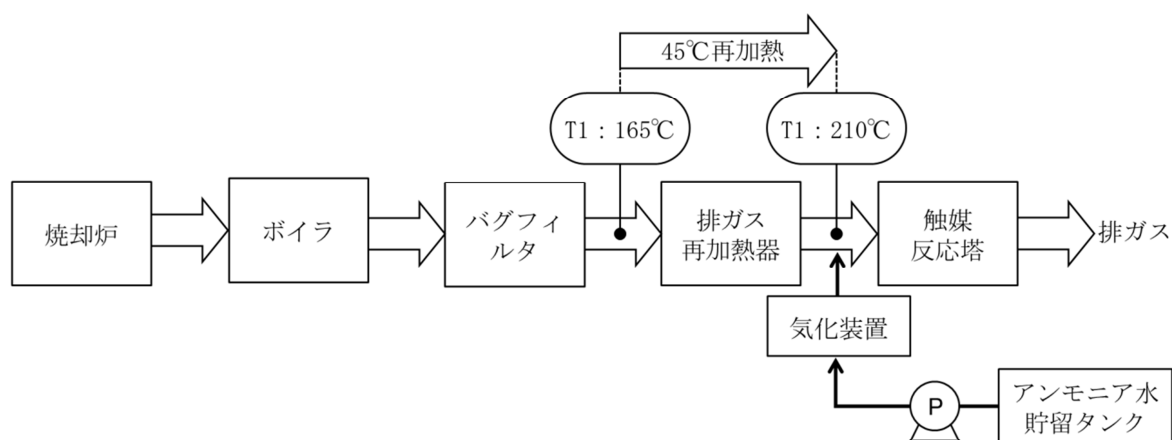 45℃再加熱
T1：165℃
T1：210℃
焼却炉
ボイラ
バグフィ
ルタ
排ガス
再加熱器
触媒
反応塔
排ガス
気化装置
P
アンモニア水
貯留タンク